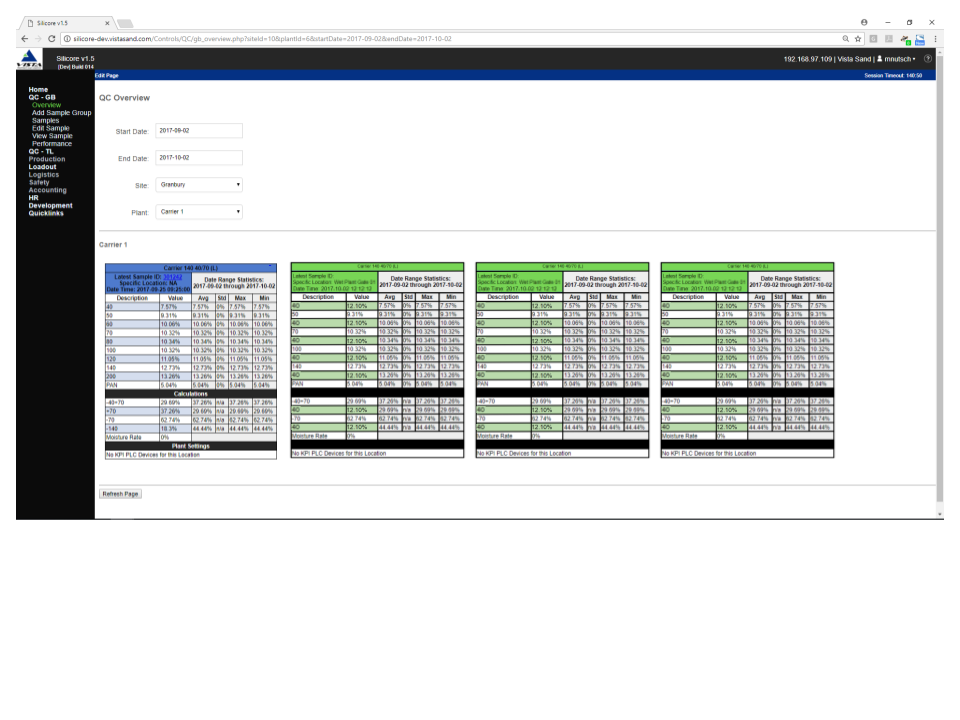 Silicore v1.5
silicore-dev.vistasand.com/Controls/QC/gb_overview.php?siteId=10&plantId=6&startDate=2017-09-02&endDate=2017-10-02
VISTA
Silicore v1.5
192.168.97.109 | Vista Sand | mnutsch
[Dev] Build 014
Edit Page
Session Timeout: 140:50
Home
QC - GB
Overview
Add Sample Group
Samples
Edit Sample
View Sample
Performance
QC - TL
Production
Loadout
Logistics
Safety
Accounting
HR
Development
Quicklinks
QC Overview
Start Date: 2017-09-02
End Date: 2017-10-02
Site: Granbury
Plant: Carrier 1
Carrier 1
Carrier 140 40/70 (L)
Latest Sample ID:
Specific Location: NA
Date Time: 2017-09-25 00:25:00
Date Range Statistics:
2017-09-02 through 2017-10-02
Description Value Avg Std Max Min
40 7.57% 7.57% 0% 7.57% 7.57%
50 9.31% 9.31% 0% 9.31% 9.31%
60 10.06% 10.06% 0% 10.06% 10.06%
70 10.32% 10.32% 0% 10.32% 10.32%
80 10.34% 10.34% 0% 10.34% 10.34%
100 10.32% 10.32% 0% 10.32% 10.32%
120 11.05% 11.05% 0% 11.05% 11.05%
140 12.73% 12.73% 0% 12.73% 12.73%
200 13.26% 13.26% 0% 13.26% 13.26%
PAN 5.04% 5.04% 0% 5.04% 5.04%
Calculations
-40+70 29.69% 37.26% n/a 37.26% 37.26%
+70 37.26% 29.69% n/a 29.69% 29.69%
-70 62.74% 62.74% n/a 62.74% 62.74%
-140 18.3% 44.44% n/a 44.44% 44.44%
Moisture Rate 0%
Plant Settings
No KPI PLC Devices for this Location
Carrier 140 40/70 (L)
Latest Sample ID:
Specific Location: Wet Plant Gate 01
Date Time: 2017-10-02 12:12:12
Date Range Statistics:
2017-09-02 through 2017-10-02
Description Value Avg Std Max Min
40 12.10% 7.57% 0% 7.57% 7.57%
50 9.31% 9.31% 0% 9.31% 9.31%
40 12.10% 10.06% 0% 10.06% 10.06%
70 10.32% 10.32% 0% 10.32% 10.32%
40 12.10% 10.34% 0% 10.34% 10.34%
100 10.32% 10.32% 0% 10.32% 10.32%
40 12.10% 11.05% 0% 11.05% 11.05%
140 12.73% 12.73% 0% 12.73% 12.73%
40 12.10% 13.26% 0% 13.26% 13.26%
PAN 5.04% 5.04% 0% 5.04% 5.04%
-40+70 29.69% 37.26% n/a 37.26% 37.26%
40 12.10% 29.69% n/a 29.69% 29.69%
-70 62.74% 62.74% n/a 62.74% 62.74%
40 12.10% 44.44% n/a 44.44% 44.44%
Moisture Rate 0%
No KPI PLC Devices for this Location
Carrier 140 40/70 (L)
Latest Sample ID:
Specific Location: Wet Plant Gate 01
Date Time: 2017-10-02 12:12:12
Date Range Statistics:
2017-09-02 through 2017-10-02
Description Value Avg Std Max Min
40 12.10% 7.57% 0% 7.57% 7.57%
50 9.31% 9.31% 0% 9.31% 9.31%
40 12.10% 10.06% 0% 10.06% 10.06%
70 10.32% 10.32% 0% 10.32% 10.32%
40 12.10% 10.34% 0% 10.34% 10.34%
100 10.32% 10.32% 0% 10.32% 10.32%
40 12.10% 11.05% 0% 11.05% 11.05%
140 12.73% 12.73% 0% 12.73% 12.73%
40 12.10% 13.26% 0% 13.26% 13.26%
PAN 5.04% 5.04% 0% 5.04% 5.04%
-40+70 29.69% 37.26% n/a 37.26% 37.26%
40 12.10% 29.69% n/a 29.69% 29.69%
-70 62.74% 62.74% n/a 62.74% 62.74%
40 12.10% 44.44% n/a 44.44% 44.44%
Moisture Rate 0%
No KPI PLC Devices for this Location
Carrier 140 40/70 (L)
Latest Sample ID:
Specific Location: Wet Plant Gate 01
Date Time: 2017-10-02 12:12:12
Date Range Statistics:
2017-09-02 through 2017-10-02
Description Value Avg Std Max Min
40 12.10% 7.57% 0% 7.57% 7.57%
50 9.31% 9.31% 0% 9.31% 9.31%
40 12.10% 10.06% 0% 10.06% 10.06%
70 10.32% 10.32% 0% 10.32% 10.32%
40 12.10% 10.34% 0% 10.34% 10.34%
100 10.32% 10.32% 0% 10.32% 10.32%
40 12.10% 11.05% 0% 11.05% 11.05%
140 12.73% 12.73% 0% 12.73% 12.73%
40 12.10% 13.26% 0% 13.26% 13.26%
PAN 5.04% 5.04% 0% 5.04% 5.04%
-40+70 29.69% 37.26% n/a 37.26% 37.26%
40 12.10% 29.69% n/a 29.69% 29.69%
-70 62.74% 62.74% n/a 62.74% 62.74%
40 12.10% 44.44% n/a 44.44% 44.44%
Moisture Rate 0%
No KPI PLC Devices for this Location
Refresh Page